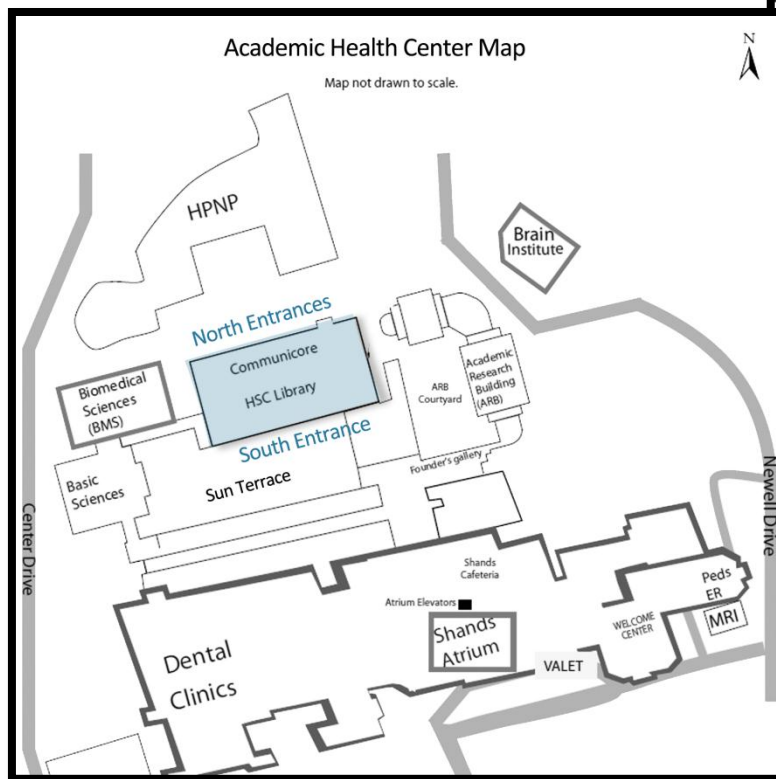 Academic Health Center Map
N
Map not drawn to scale.
HPNP
Brain
Institute
North Entrances
Communicore
HSC Library
South Entrance
Biomedical
Sciences
(BMS)
Academic
Research
Building
(ARB)
ARB
Courtyard
Founder's gallery
Basic
Sciences
Sun Terrace
Center Drive
Newell Drive
Shands
Cafeteria
Atrium Elevators
Shands
Atrium
Peds
ER
MRI
WELCOME
CENTER
VALET
Dental
Clinics